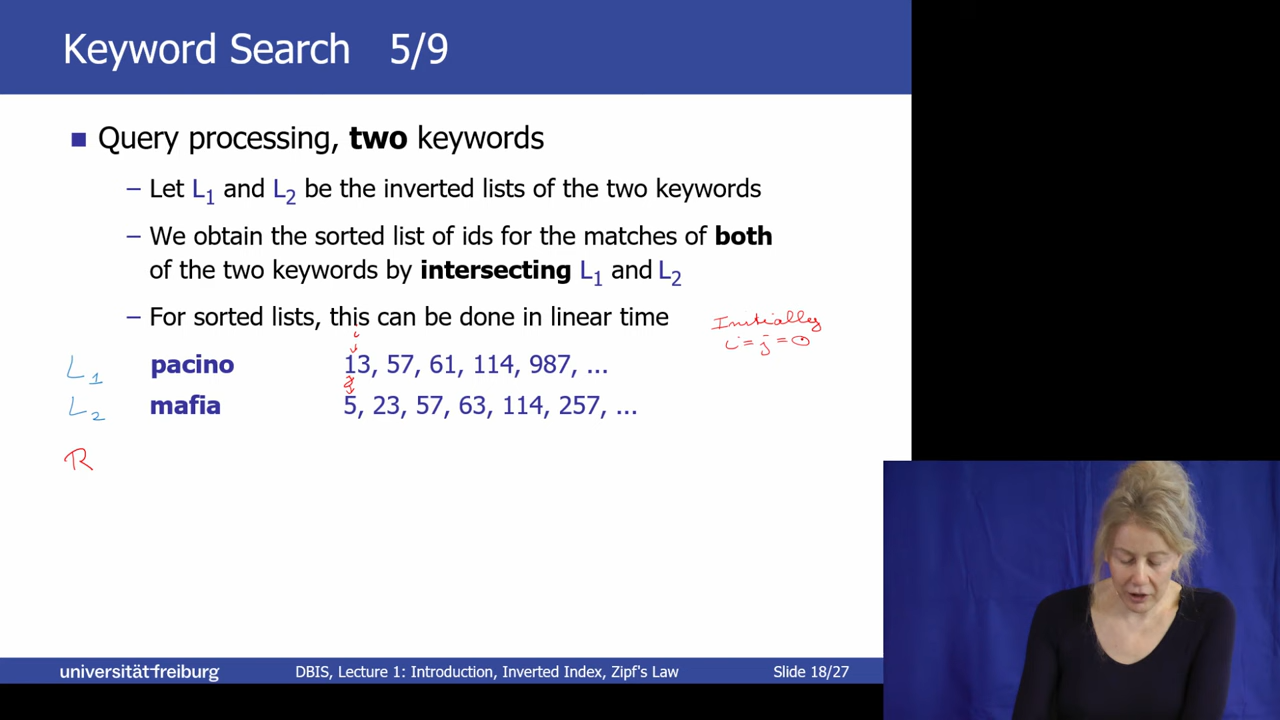 Keyword Search 5/9
Query processing, two keywords
– Let L1 and L2 be the inverted lists of the two keywords
– We obtain the sorted list of ids for the matches of both
of the two keywords by intersecting L1 and L2
– For sorted lists, this can be done in linear time
Initially
i = j = 0
i
L1 pacino 13, 57, 61, 114, 987, ...
j
L2 mafia 5, 23, 57, 63, 114, 257, ...
R
universität freiburg DBIS, Lecture 1: Introduction, Inverted Index, Zipf's Law Slide 18/27